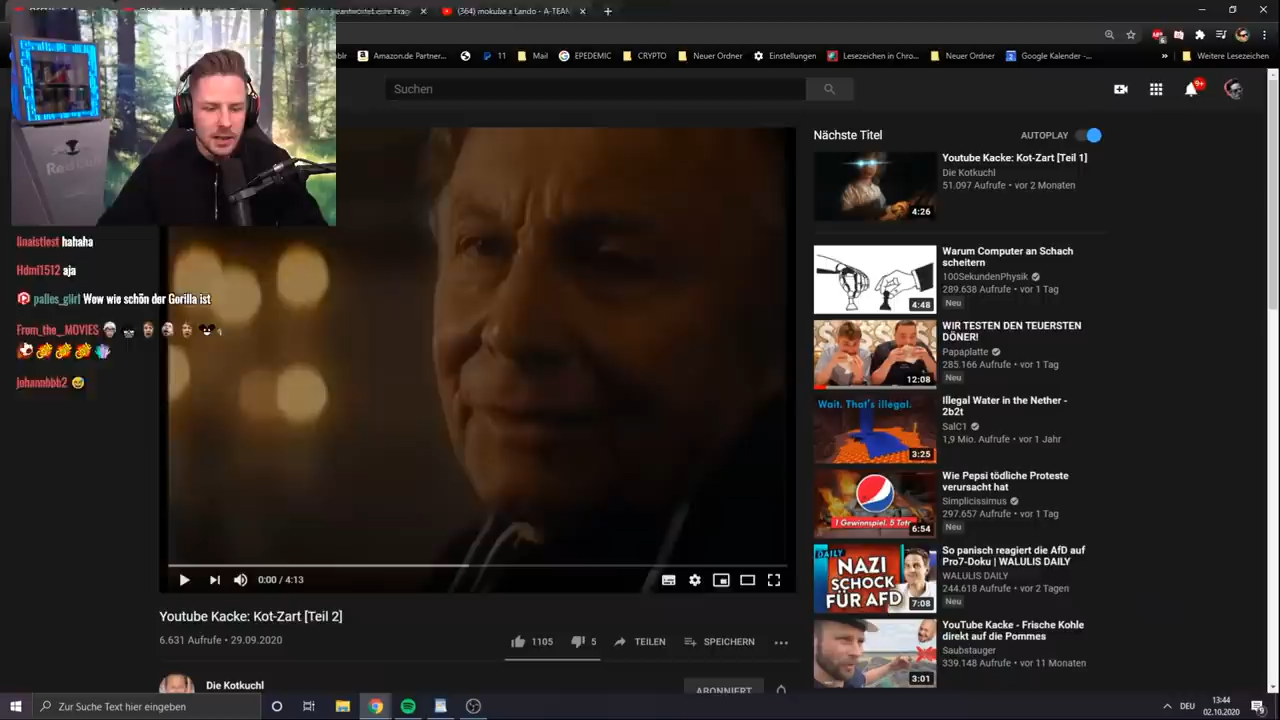 (364) mokuba x Lando - A-TEAM
Amazon.de Partner...
11
Mail
EPEDEMIC
CRYPTO
Neuer Ordner
Einstellungen
Lesezeichen in Chro...
Neuer Ordner
Google Kalender -...
»
Weitere Lesezeichen
Suchen
9+
Nächste Titel
AUTOPLAY
Youtube Kacke: Kot-Zart [Teil 1]
Die Kotkuchl
51.097 Aufrufe • vor 2 Monaten
4:26
Warum Computer an Schach
scheitern
100SekundenPhysik
289.638 Aufrufe • vor 1 Tag
Neu
4:48
WIR TESTEN DEN TEUERSTEN
DÖNER!
Papaplatte
285.166 Aufrufe • vor 1 Tag
Neu
12:08
Wait. That's illegal.
Illegal Water in the Nether -
2b2t
SalC1
1,9 Mio. Aufrufe • vor 1 Jahr
3:25
Wie Pepsi tödliche Proteste
verursacht hat
Simplicissimus
297.657 Aufrufe • vor 1 Tag
Neu
1 Gewinnspiel. 5 Tote
6:54
So panisch reagiert die AfD auf
Pro7-Doku | WALULIS DAILY
WALULIS DAILY
244.618 Aufrufe • vor 2 Tagen
Neu
DAILY
NAZI
SCHOCK
FÜR AFD
7:08
YouTube Kacke - Frische Kohle
direkt auf die Pommes
Saubstauger
339.148 Aufrufe • vor 11 Monaten
3:01
linaistlost hahaha
Hdmi1512 aja
palles_giirl Wow wie schön der Gorilla ist
From_the_MOVIES
johannbbb2
0:00 / 4:13
Youtube Kacke: Kot-Zart [Teil 2]
6.631 Aufrufe • 29.09.2020
1105
5
TEILEN
SPEICHERN
Die Kotkuchl
ABONNIERT
Zur Suche Text hier eingeben
DEU
13:44
02.10.2020